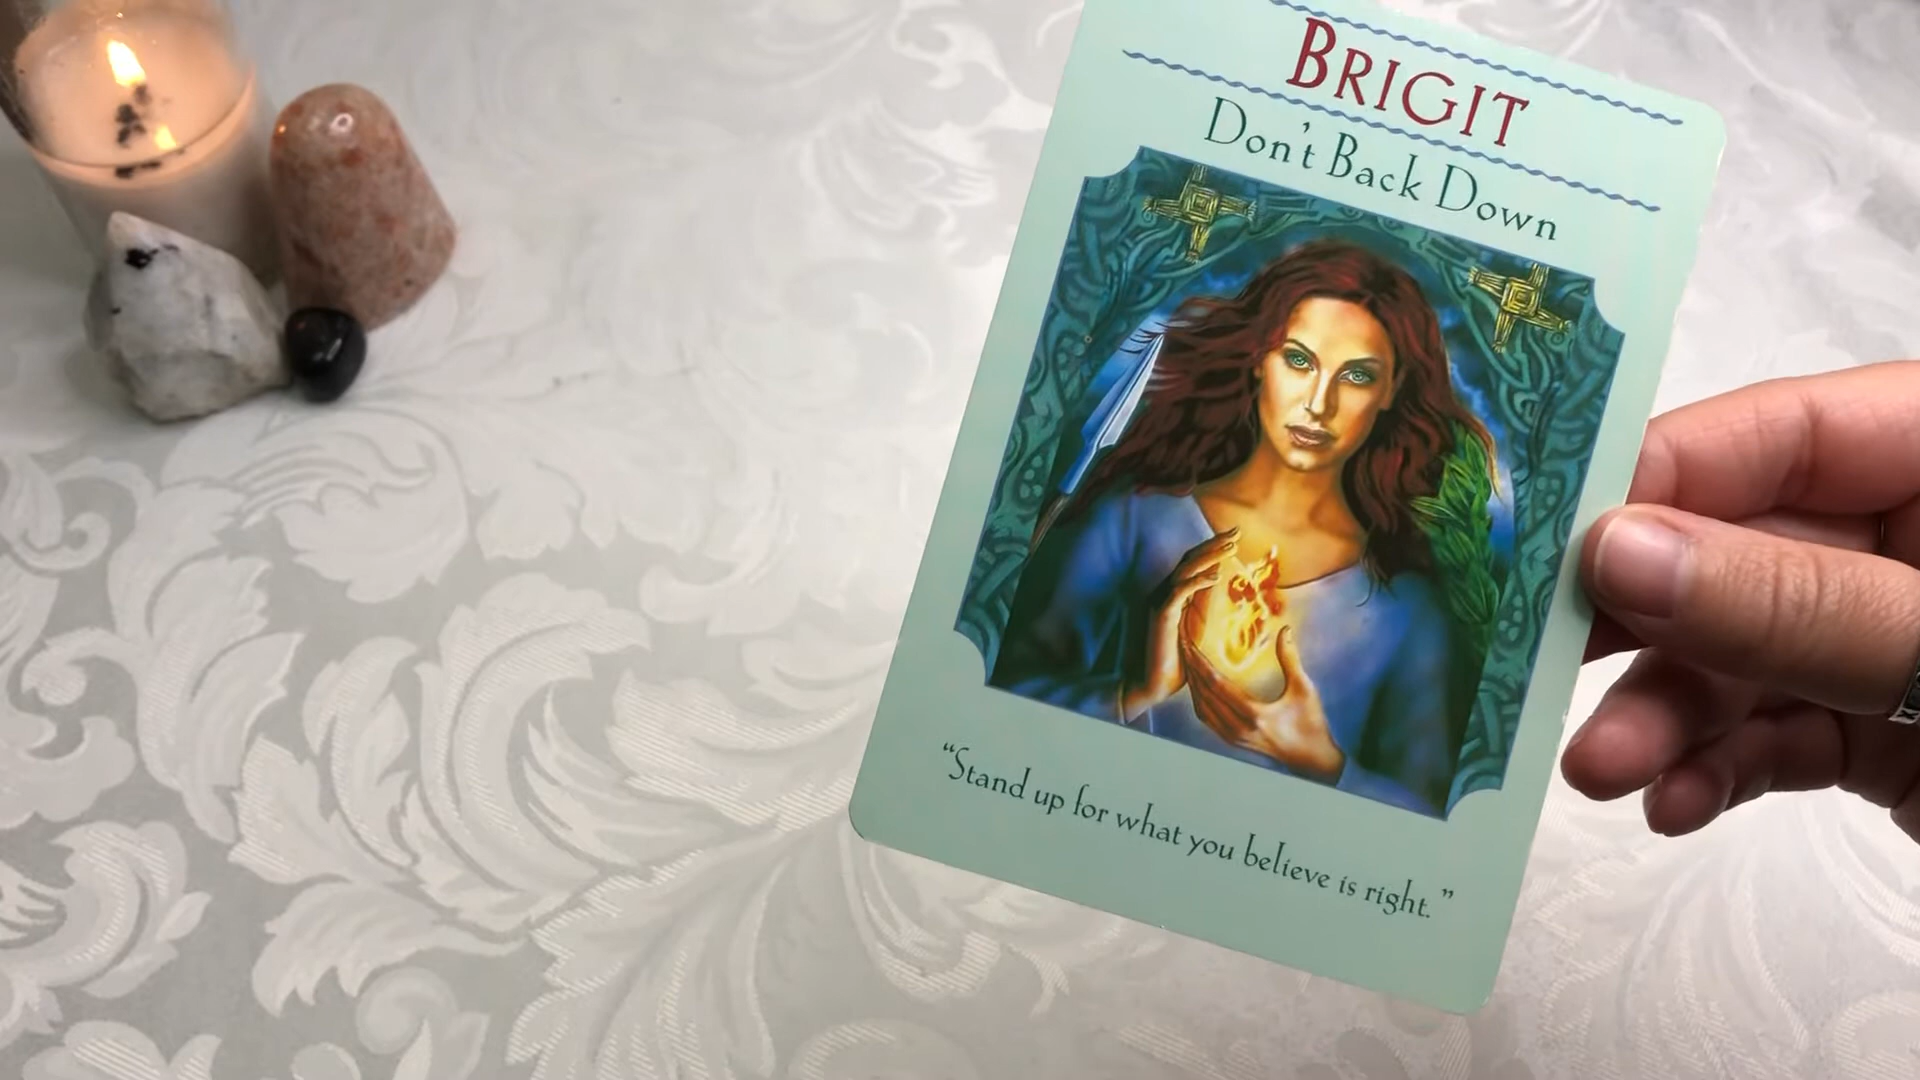 BRIGIT
Don't Back Down
“Stand up for what you believe is right.”